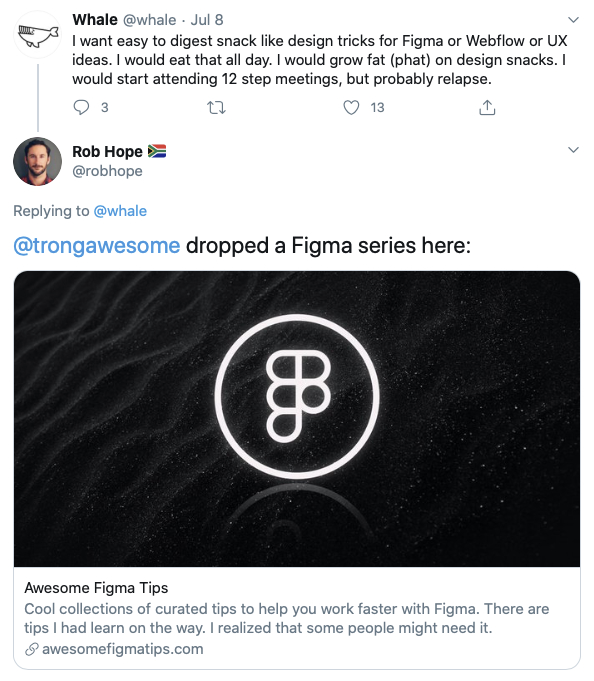 Whale @whale · Jul 8
I want easy to digest snack like design tricks for Figma or Webflow or UX
ideas. I would eat that all day. I would grow fat (phat) on design snacks. I
would start attending 12 step meetings, but probably relapse.
3 13
Rob Hope 🇿🇦
@robhope
Replying to @whale
@trongawesome dropped a Figma series here:
Awesome Figma Tips
Cool collections of curated tips to help you work faster with Figma. There are
tips I had learn on the way. I realized that some people might need it.
awesomefigmatips.com